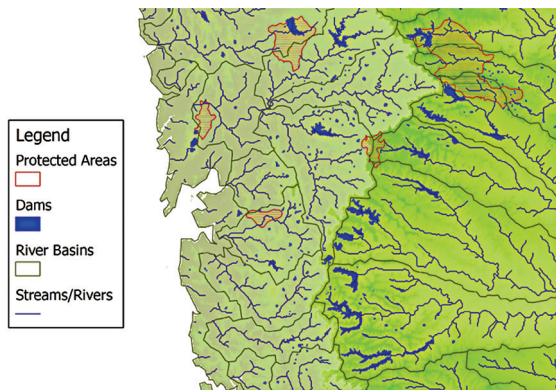 Legend
Protected Areas
Dams
River Basins
Streams/Rivers